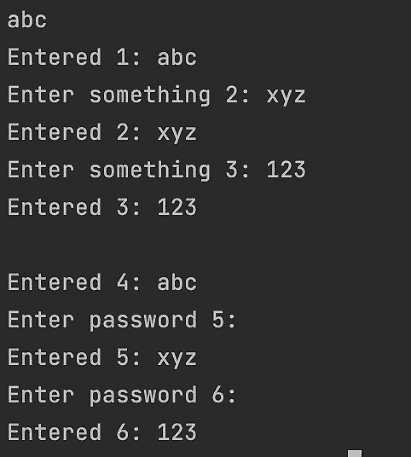 abc
Entered 1: abc
Enter something 2: xyz
Entered 2: xyz
Enter something 3: 123
Entered 3: 123
Entered 4: abc
Enter password 5:
Entered 5: xyz
Enter password 6:
Entered 6: 123